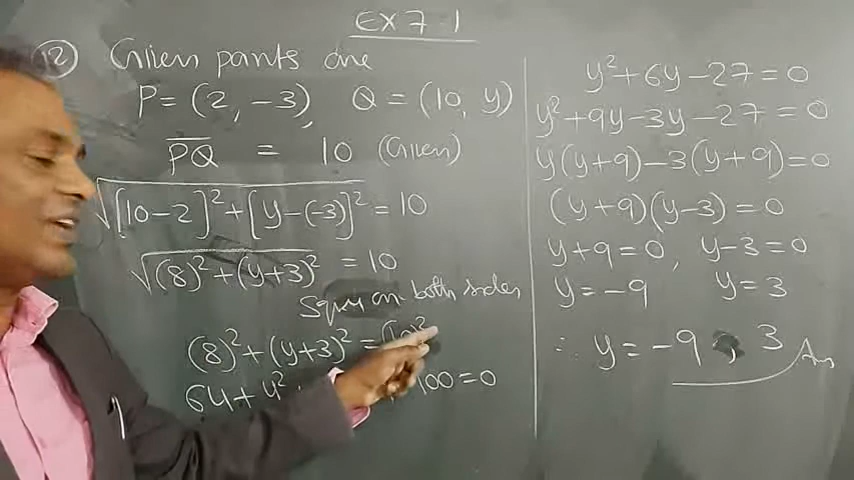 EX 7.1
12 Given pants are
P = (2, -3), Q = (10, y)
PQ = 10 (Given)
√[10-2]²+[y-(-3)]² = 10
√(8)²+(y+3)² = 10
on both sides
(8)²+(y+3)² =
64 + y² 100 = 0
y²+6y-27=0
y²+9y-3y-27=0
y(y+9)-3(y+9)=0
(y+9)(y-3)=0
y+9=0, y-3=0
y=-9 y=3
∴ y = -9, 3 Ans